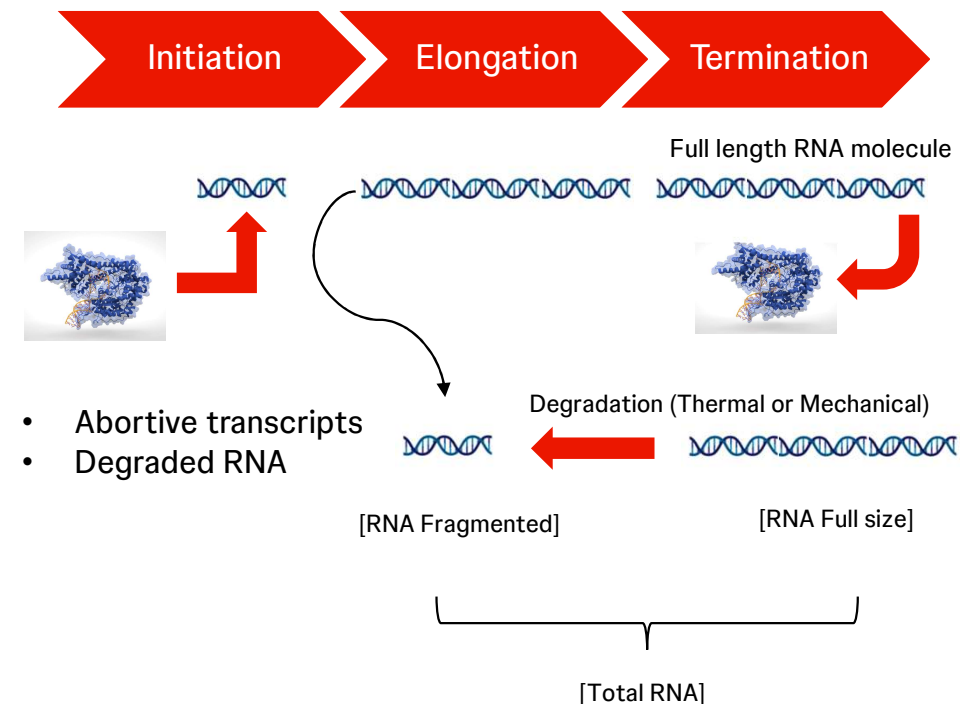 Initiation
Elongation
Termination
Full length RNA molecule
• Abortive transcripts
• Degraded RNA
Degradation (Thermal or Mechanical)
[RNA Fragmented]
[RNA Full size]
[Total RNA]